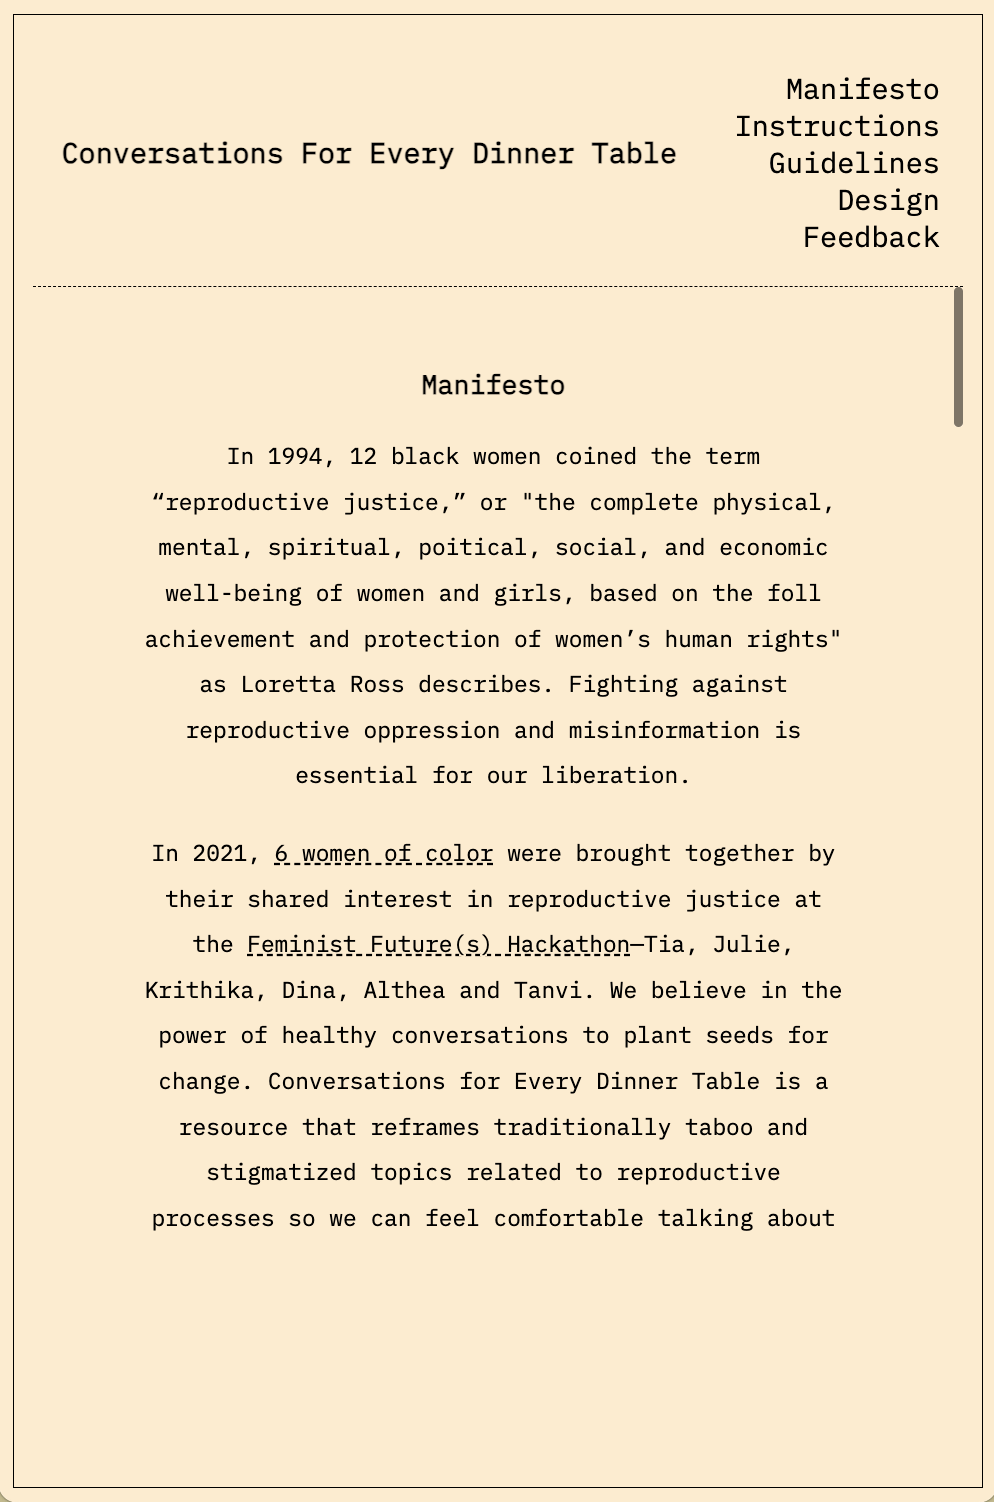 Conversations For Every Dinner Table
Manifesto
Instructions
Guidelines
Design
Feedback
Manifesto
In 1994, 12 black women coined the term
“reproductive justice,” or "the complete physical,
mental, spiritual, poitical, social, and economic
well-being of women and girls, based on the foll
achievement and protection of women’s human rights"
as Loretta Ross describes. Fighting against
reproductive oppression and misinformation is
essential for our liberation.
In 2021, 6 women of color were brought together by
their shared interest in reproductive justice at
the Feminist Future(s) Hackathon—Tia, Julie,
Krithika, Dina, Althea and Tanvi. We believe in the
power of healthy conversations to plant seeds for
change. Conversations for Every Dinner Table is a
resource that reframes traditionally taboo and
stigmatized topics related to reproductive
processes so we can feel comfortable talking about